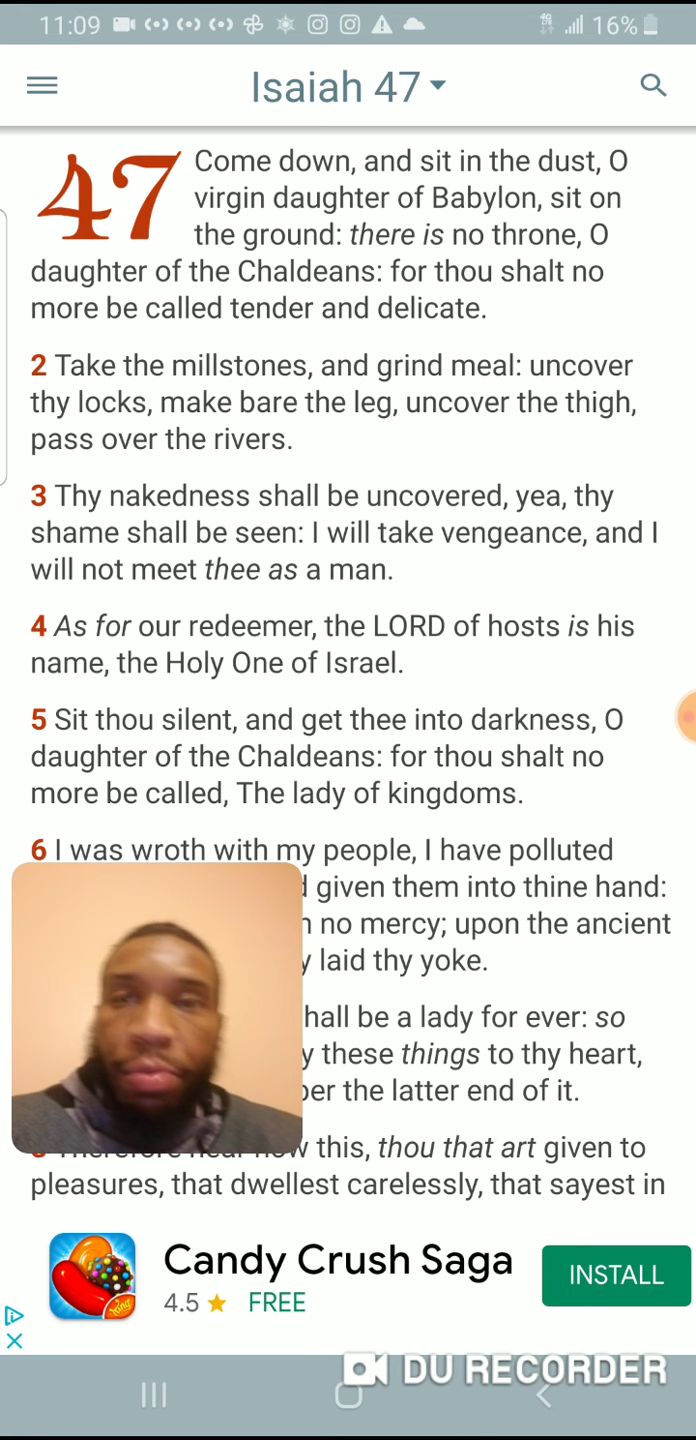 11:09
4G 16%
Isaiah 47
47 Come down, and sit in the dust, O
virgin daughter of Babylon, sit on
the ground: there is no throne, O
daughter of the Chaldeans: for thou shalt no
more be called tender and delicate.
2 Take the millstones, and grind meal: uncover
thy locks, make bare the leg, uncover the thigh,
pass over the rivers.
3 Thy nakedness shall be uncovered, yea, thy
shame shall be seen: I will take vengeance, and I
will not meet thee as a man.
4 As for our redeemer, the LORD of hosts is his
name, the Holy One of Israel.
5 Sit thou silent, and get thee into darkness, O
daughter of the Chaldeans: for thou shalt no
more be called, The lady of kingdoms.
6 I was wroth with my people, I have polluted
given them into thine hand:
no mercy; upon the ancient
laid thy yoke.
hall be a lady for ever: so
these things to thy heart,
the latter end of it.
this, thou that art given to
pleasures, that dwellest carelessly, that sayest in
King
Candy Crush Saga
4.5 ★ FREE
INSTALL
DU RECORDER